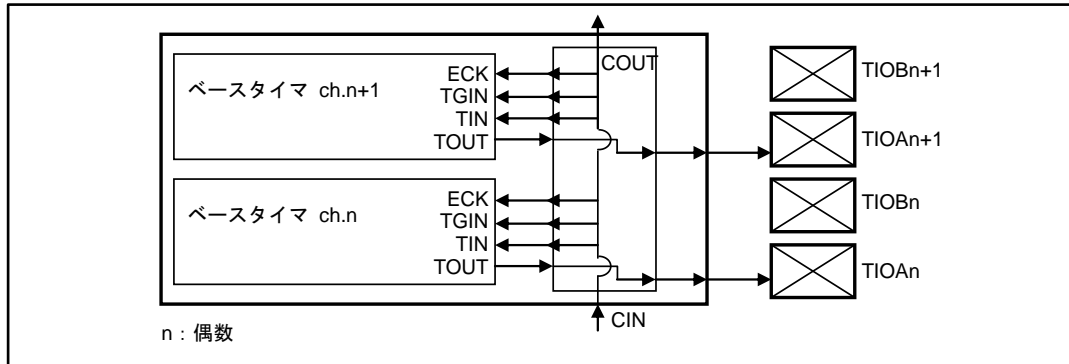 COUT
ベースタイマ ch.n+1
ECK
TGIN
TIN
TOUT
TIOBn+1
TIOAn+1
ベースタイマ ch.n
ECK
TGIN
TIN
TOUT
TIOBn
TIOAn
CIN
n：偶数